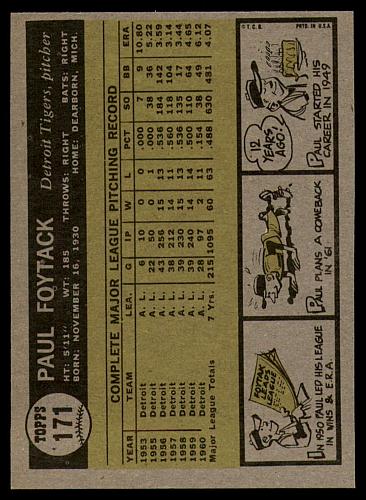 TOPPS
171
PAUL FOYTACK
Detroit Tigers, pitcher
HT: 5'11" WT: 185 THROWS: RIGHT BATS: RIGHT
BORN: NOVEMBER 16, 1930 HOME: DEARBORN, MICH.
COMPLETE MAJOR LEAGUE PITCHING RECORD
YEAR TEAM LEA. G IP W L PCT SO BB ERA
1953 Detroit A. L. 6 10 0 0 .000 7 9 10.80
1955 Detroit A. L. 22 50 0 1 .000 38 36 5.22
1956 Detroit A. L. 43 256 15 13 .536 184 142 3.59
1957 Detroit A. L. 38 212 14 11 .560 118 104 3.14
1958 Detroit A. L. 39 230 15 13 .536 135 77 3.44
1959 Detroit A. L. 39 240 14 14 .500 110 64 4.65
1960 Detroit A. L. 28 97 2 11 .154 38 49 6.12
Major League Totals 7 Yrs. 215 1095 60 63 .488 630 481 4.07
FOYTACK LEADS LEAGUE
IN 1950 PAUL LED HIS LEAGUE
IN WINS & E.R.A.
PAUL PLANS A COMEBACK
IN '61
© T. C. G. PRTD. IN U.S.A.
12
YEARS
AGO!
PAUL STARTED HIS
CAREER IN 1949